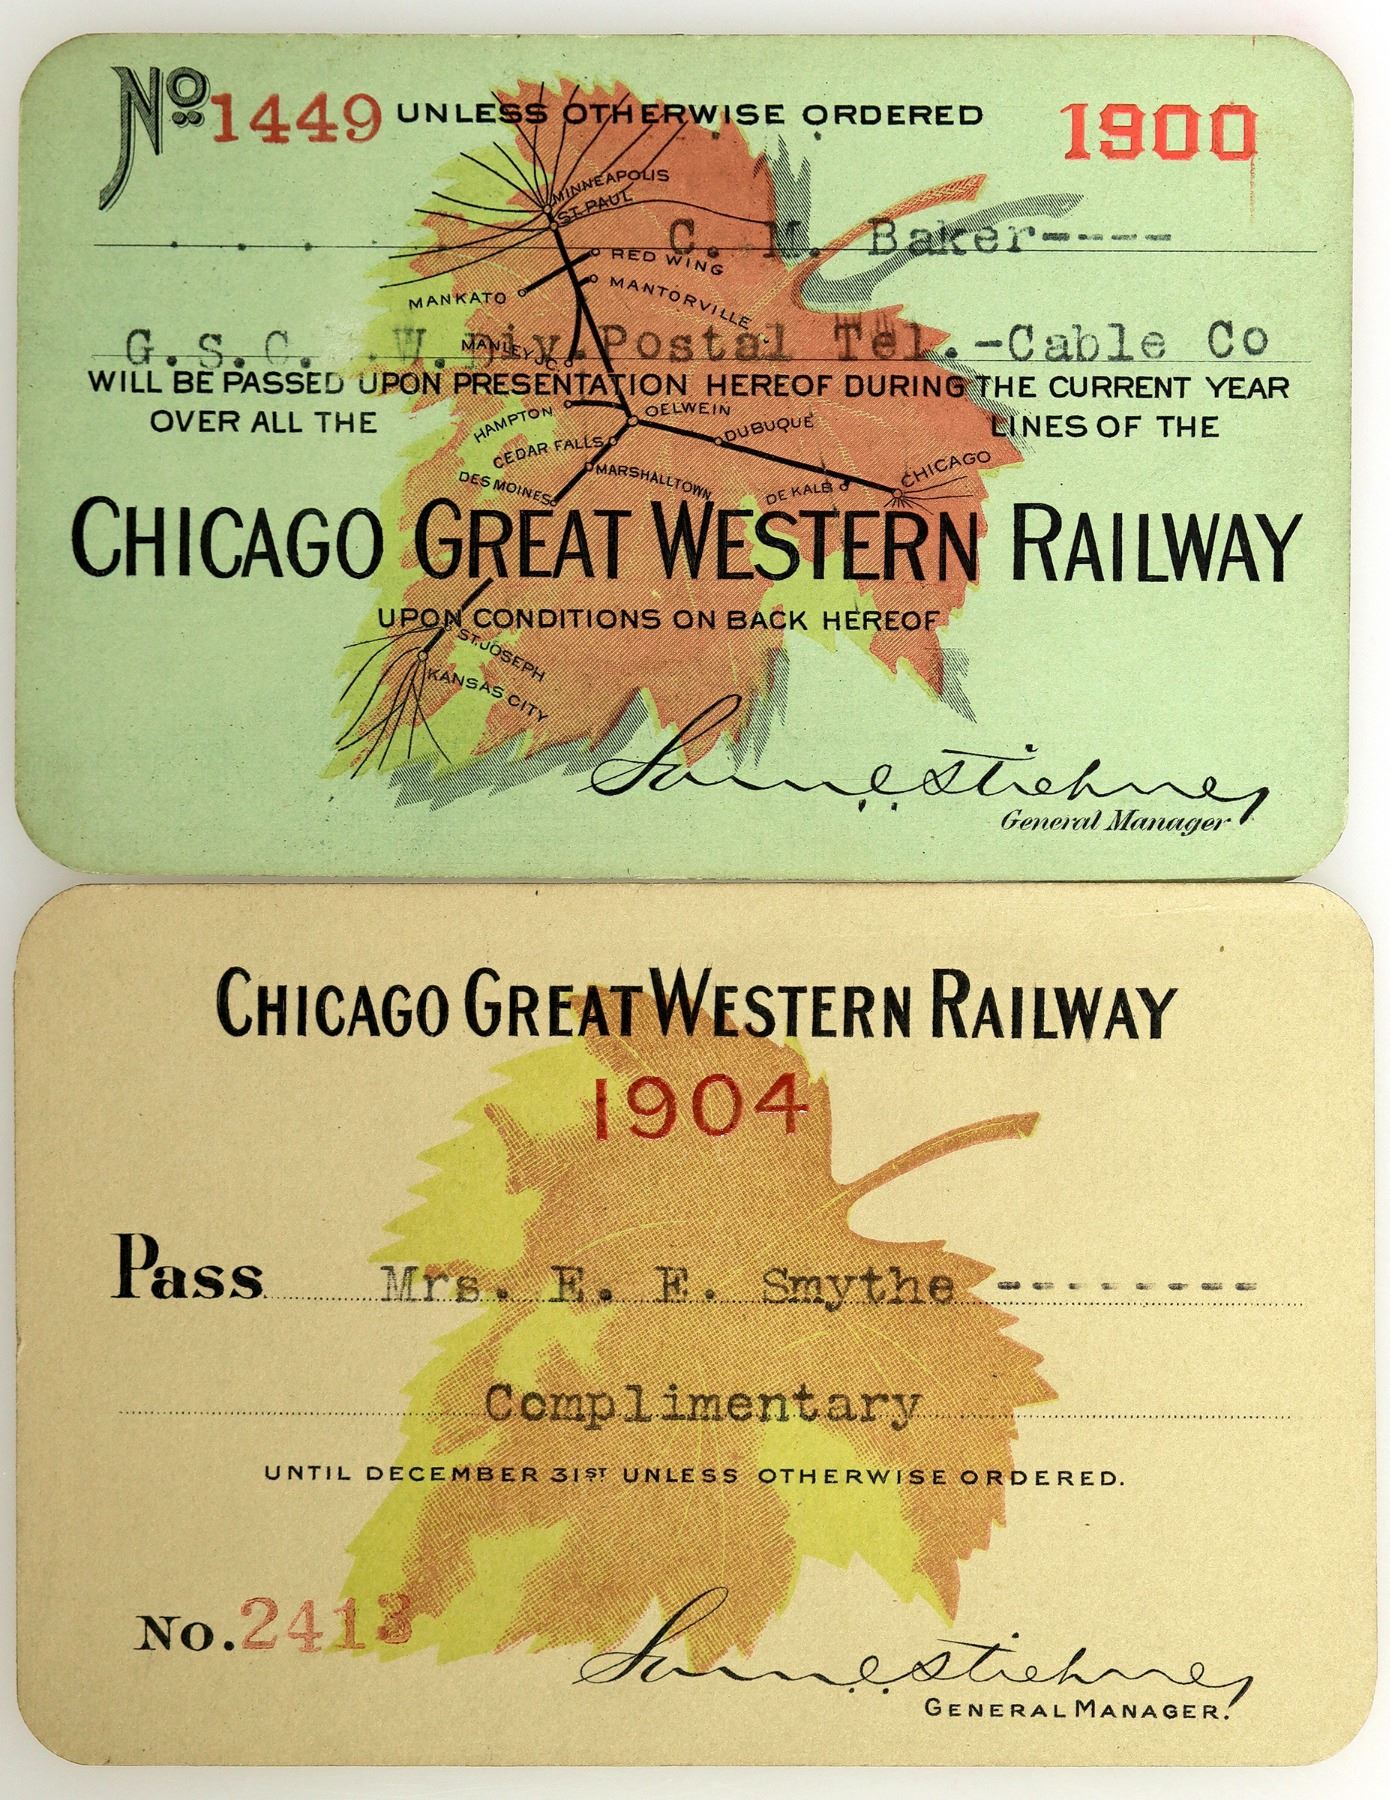 No 1449 UNLESS OTHERWISE ORDERED 1900
MINNEAPOLIS
ST. PAUL
C. M. Baker----
RED WING
MANKATO
MANTORVILLE
G.S.C. W.Div.Postal Tel.-Cable Co
MANLEY JC.
WILL BE PASSED UPON PRESENTATION HEREOF DURING THE CURRENT YEAR
OVER ALL THE LINES OF THE
HAMPTON
OELWEIN
DUBUQUE
CEDAR FALLS
CHICAGO
DES MOINES
MARSHALLTOWN
DE KALB
CHICAGO GREAT WESTERN RAILWAY
UPON CONDITIONS ON BACK HEREOF
ST. JOSEPH
KANSAS CITY
General Manager
CHICAGO GREAT WESTERN RAILWAY
1904
Pass Mrs. E. E. Smythe --------
Complimentary
UNTIL DECEMBER 31ST UNLESS OTHERWISE ORDERED.
No. 2413
GENERAL MANAGER.